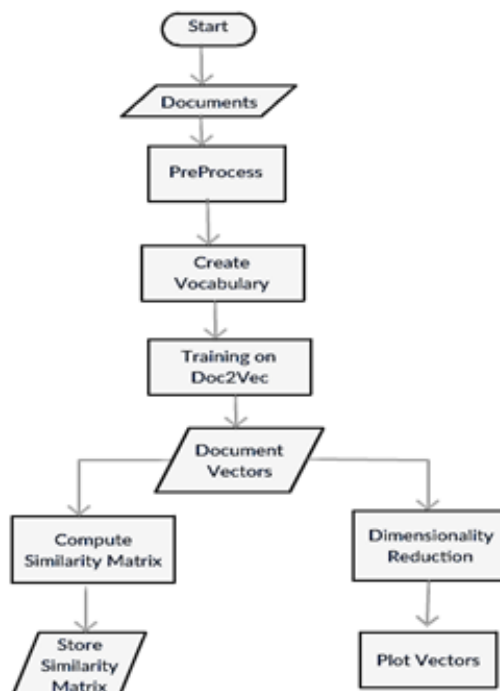 Start
Documents
PreProcess
Create
Vocabulary
Training on
Doc2Vec
Document
Vectors
Compute
Similarity Matrix
Dimensionality
Reduction
Store
Similarity
Matrix
Plot Vectors